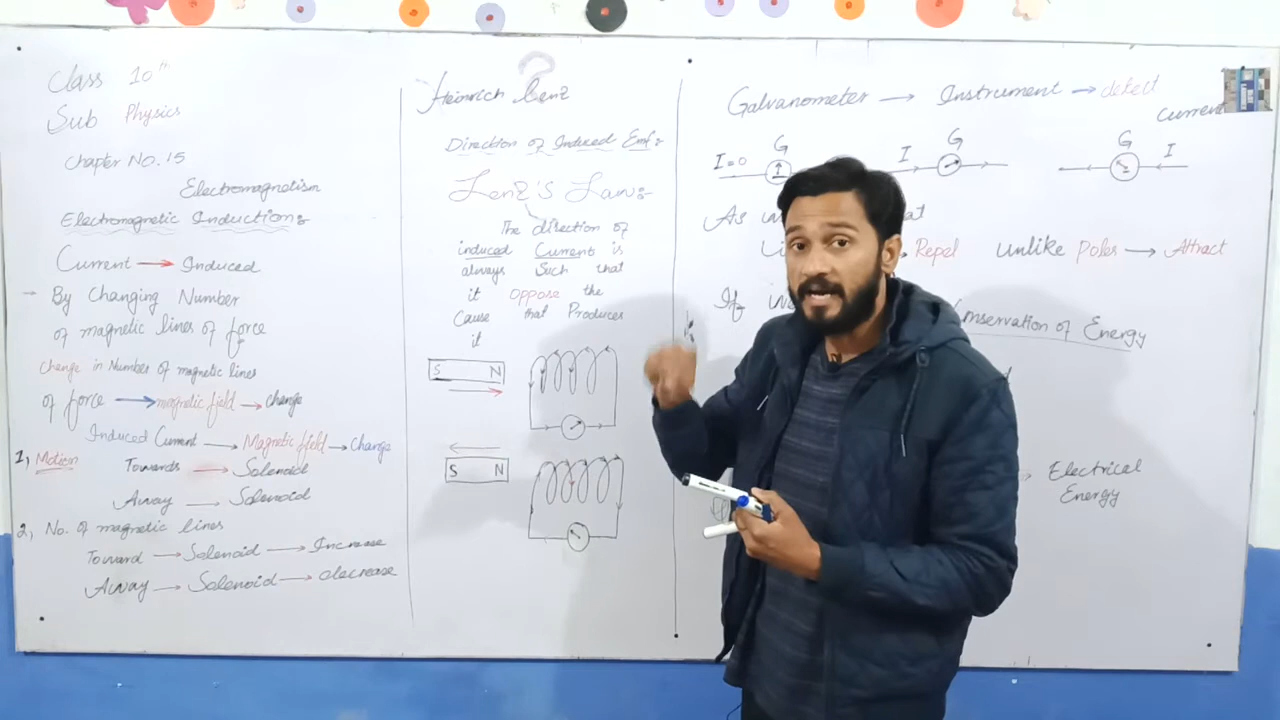 Class 10th
Sub Physics
Chapter No. 15
Electromagnetism
Electromagnetic Induction:
Current → Induced
→ By Changing Number
of magnetic lines of force
Change in Number of magnetic lines
of force → magnetic field → change
Induced Current → Magnetic field → Change
1, Motion Towards → Solenoid
Away → Solenoid
2, No. of magnetic lines
Toward → Solenoid → Increase
Away → Solenoid → decrease
?
Heinrich Lenz
Direction of Induced Emf:
Lenz's Law:-
The direction of
induced Current is
always Such that
it oppose the
Cause that Produces
it
S N
S N
Galvanometer → Instrument → detect
Current
I=0 G
I G
G I
As
Repel Unlike Poles → Attract
If
Conservation of Energy
→ Electrical
Energy